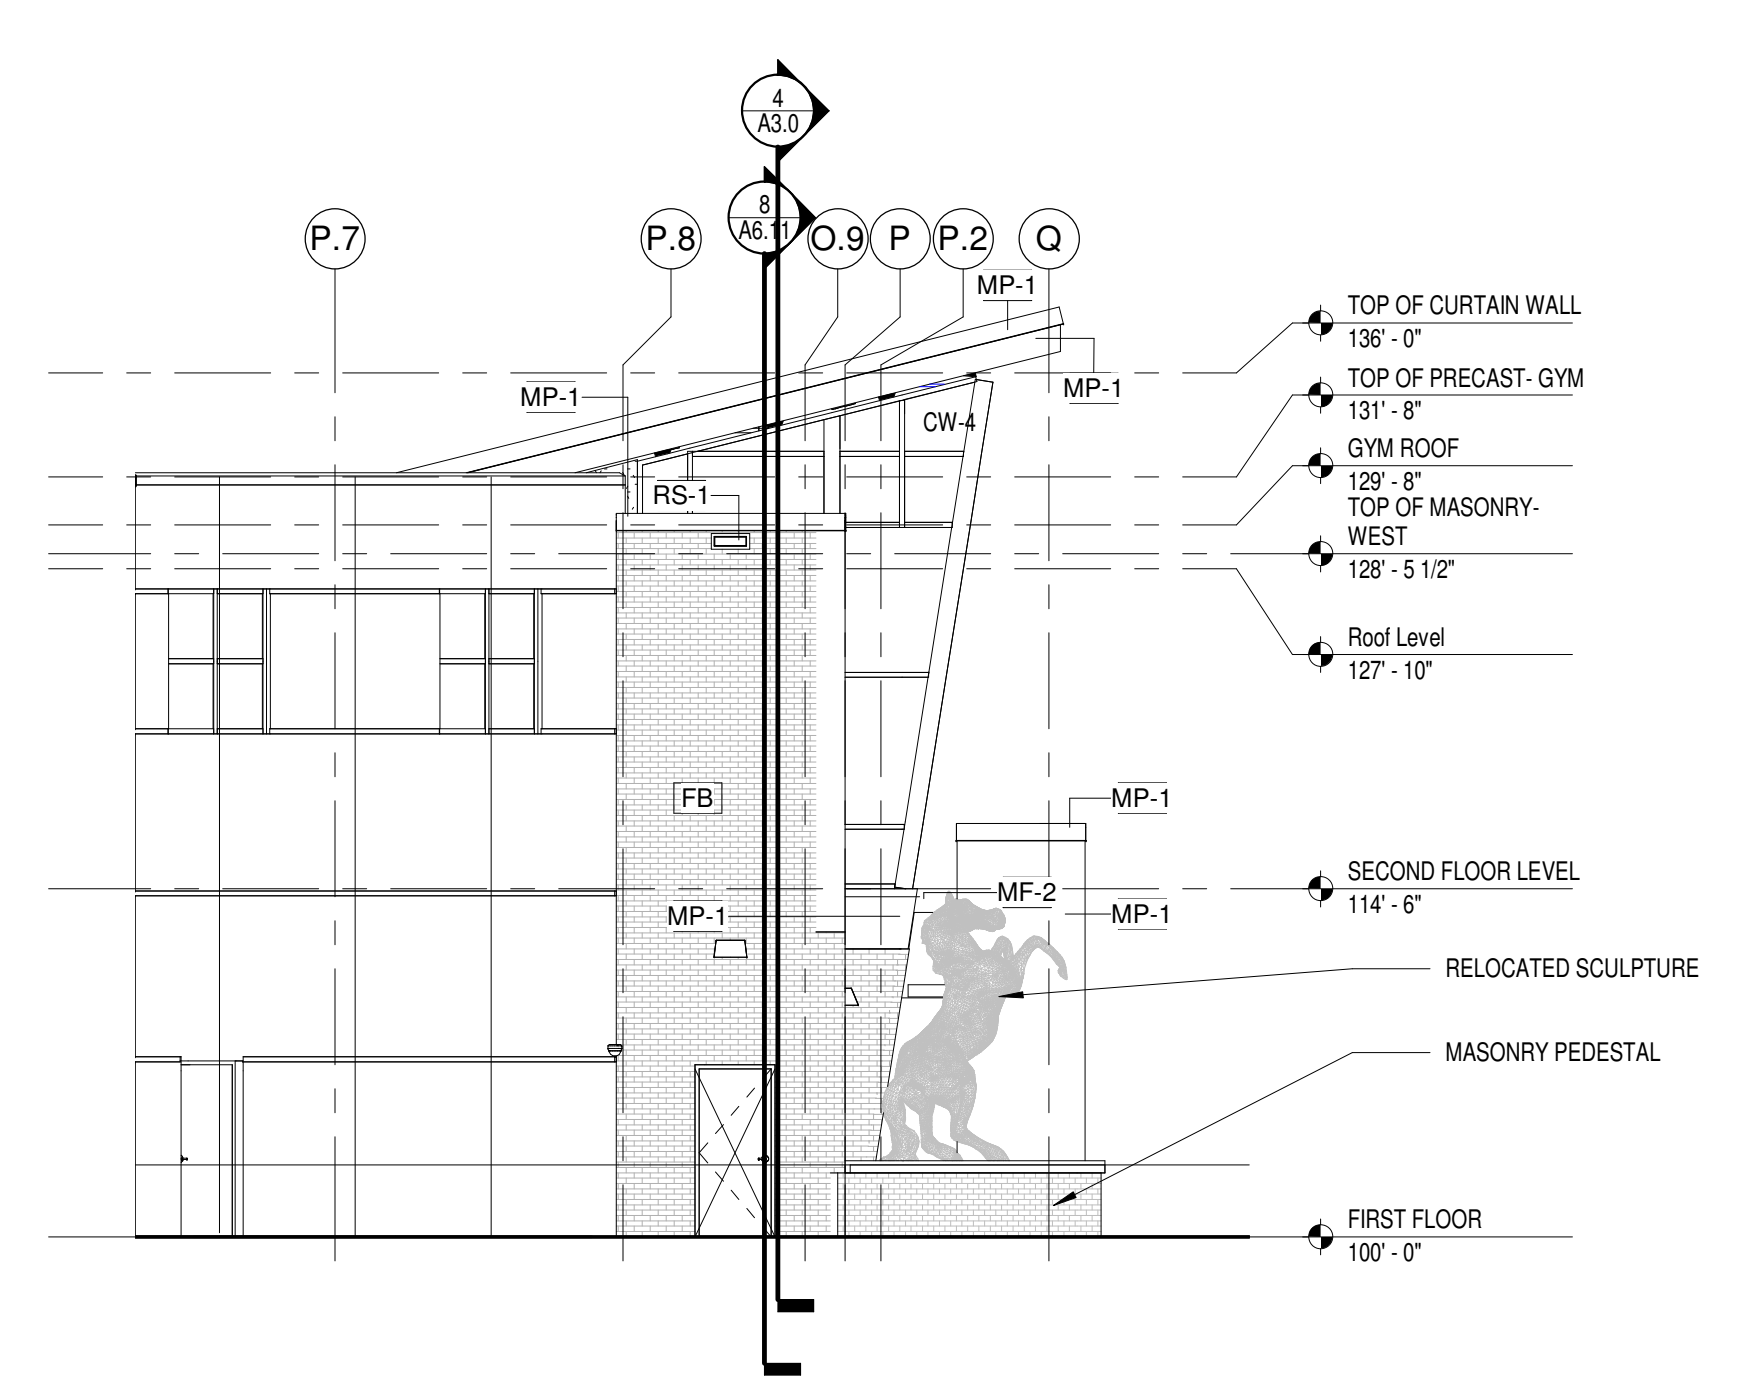 4
A3.0
8
A6.11
P.7
P.8
O.9
P
P.2
Q
MP-1
TOP OF CURTAIN WALL
136' - 0"
MP-1
MP-1
TOP OF PRECAST- GYM
131' - 8"
CW-4
GYM ROOF
129' - 8"
RS-1
TOP OF MASONRY-
WEST
128' - 5 1/2"
Roof Level
127' - 10"
FB
MP-1
SECOND FLOOR LEVEL
114' - 6"
MF-2
MP-1
MP-1
RELOCATED SCULPTURE
MASONRY PEDESTAL
FIRST FLOOR
100' - 0"